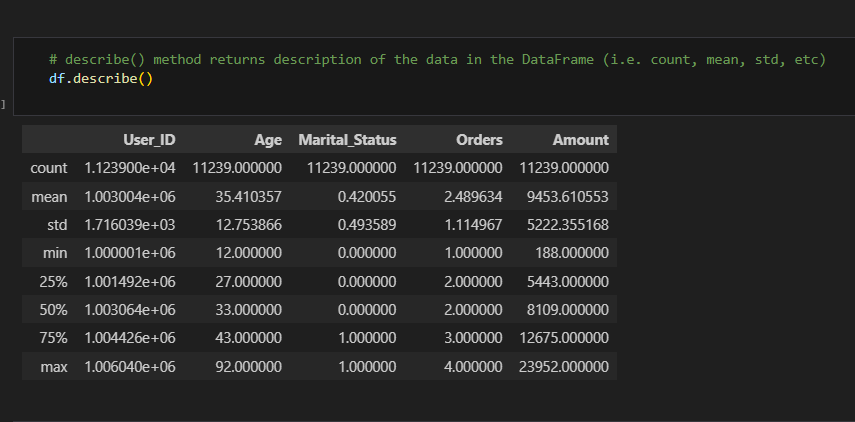 # describe() method returns description of the data in the DataFrame (i.e. count, mean, std, etc)
df.describe()
]
User_ID Age Marital_Status Orders Amount
count 1.123900e+04 11239.000000 11239.000000 11239.000000 11239.000000
mean 1.003004e+06 35.410357 0.420055 2.489634 9453.610553
std 1.716039e+03 12.753866 0.493589 1.114967 5222.355168
min 1.000001e+06 12.000000 0.000000 1.000000 188.000000
25% 1.001492e+06 27.000000 0.000000 2.000000 5443.000000
50% 1.003064e+06 33.000000 0.000000 2.000000 8109.000000
75% 1.004426e+06 43.000000 1.000000 3.000000 12675.000000
max 1.006040e+06 92.000000 1.000000 4.000000 23952.000000